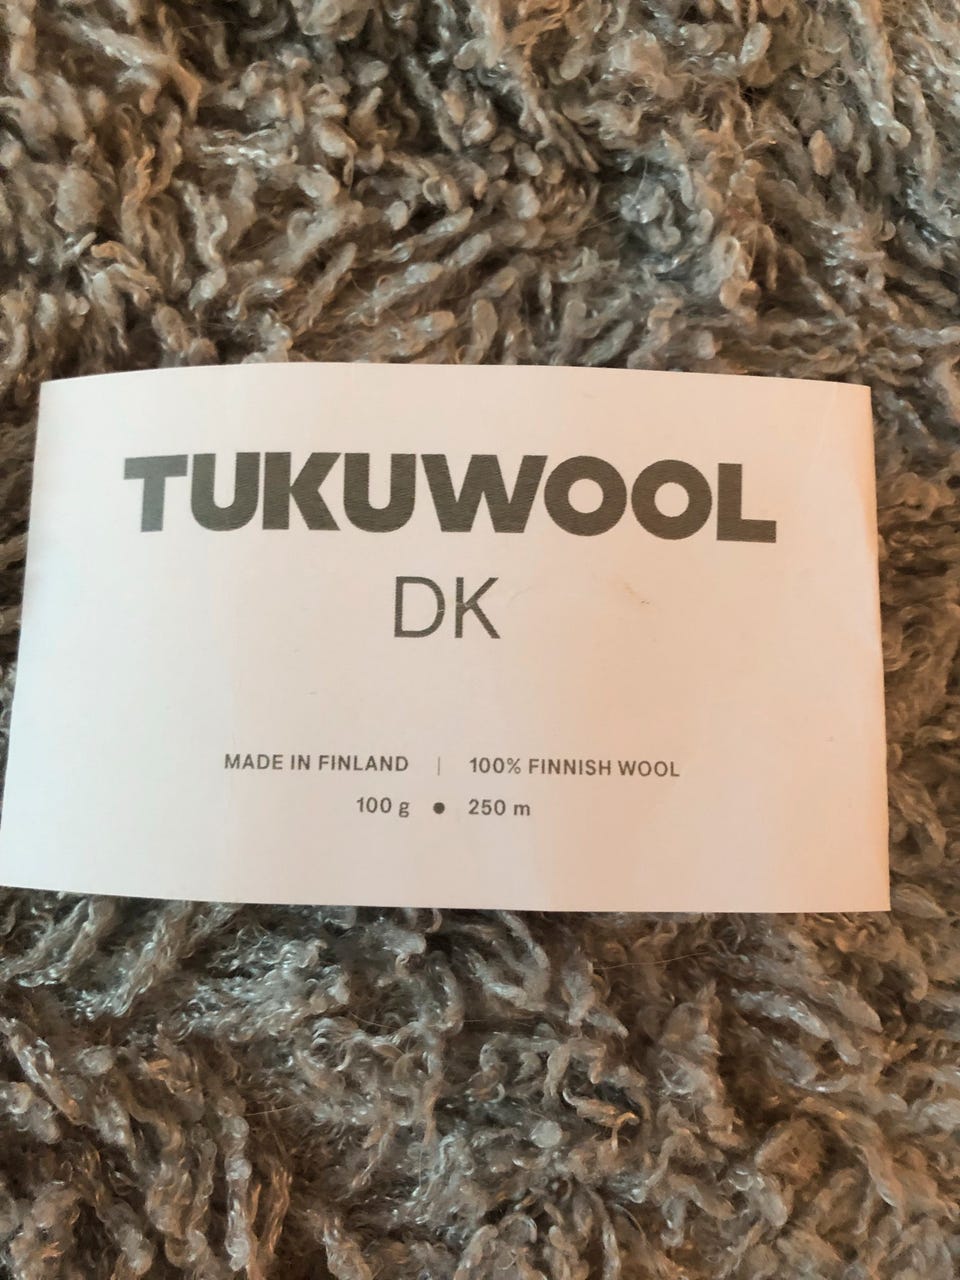 TUKUWOOL
DK
MADE IN FINLAND | 100% FINNISH WOOL
100 g ● 250 m